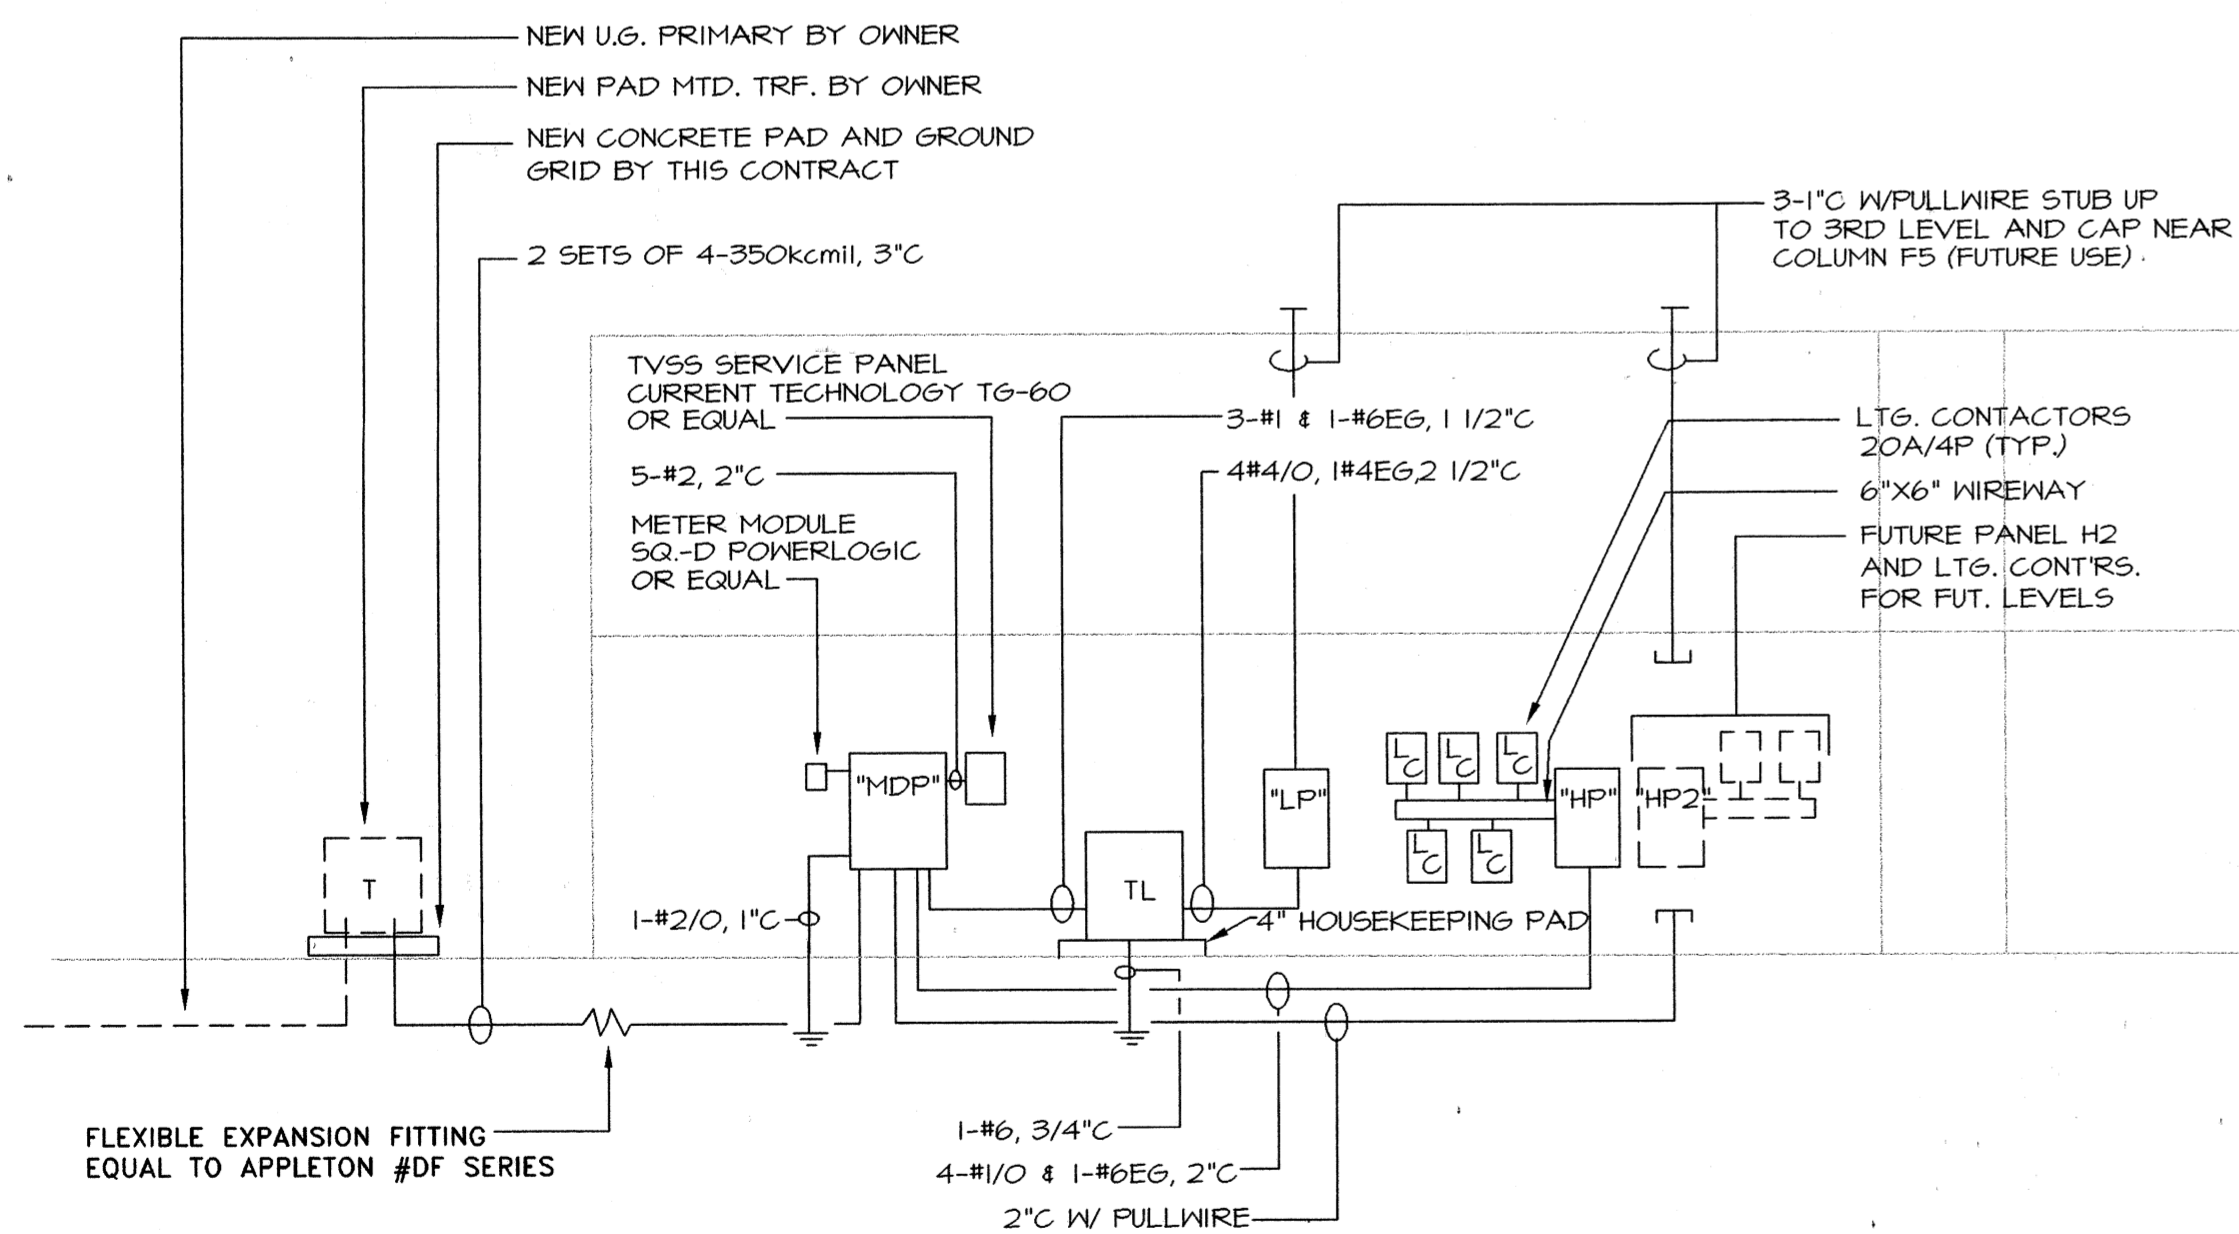 NEW U.G. PRIMARY BY OWNER
NEW PAD MTD. TRF. BY OWNER
NEW CONCRETE PAD AND GROUND
GRID BY THIS CONTRACT
2 SETS OF 4-350kcmil, 3"C
3-1"C W/PULLWIRE STUB UP
TO 3RD LEVEL AND CAP NEAR
COLUMN F5 (FUTURE USE)
TVSS SERVICE PANEL
CURRENT TECHNOLOGY TG-60
OR EQUAL
5-#2, 2"C
METER MODULE
SQ.-D POWERLOGIC
OR EQUAL
3-#1 & 1-#6EG, 1 1/2"C
4#4/0, 1#4EG,2 1/2"C
LTG. CONTACTORS
20A/4P (TYP.)
6"X6" WIREWAY
FUTURE PANEL H2
AND LTG. CONT'RS.
FOR FUT. LEVELS
"MDP"
"LP"
LC
LC
LC
"HP"
"HP2"
LC
LC
T
TL
1-#2/0, 1"C
4" HOUSEKEEPING PAD
FLEXIBLE EXPANSION FITTING
EQUAL TO APPLETON #DF SERIES
1-#6, 3/4"C
4-#1/0 & 1-#6EG, 2"C
2"C W/ PULLWIRE